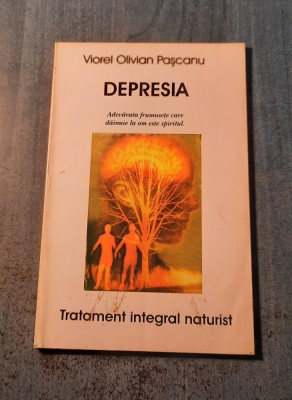 Viorel Olivian Pașcanu
DEPRESIA
Adevărata frumusețe care
dăinuie la om este spiritul.
Tratament integral naturist